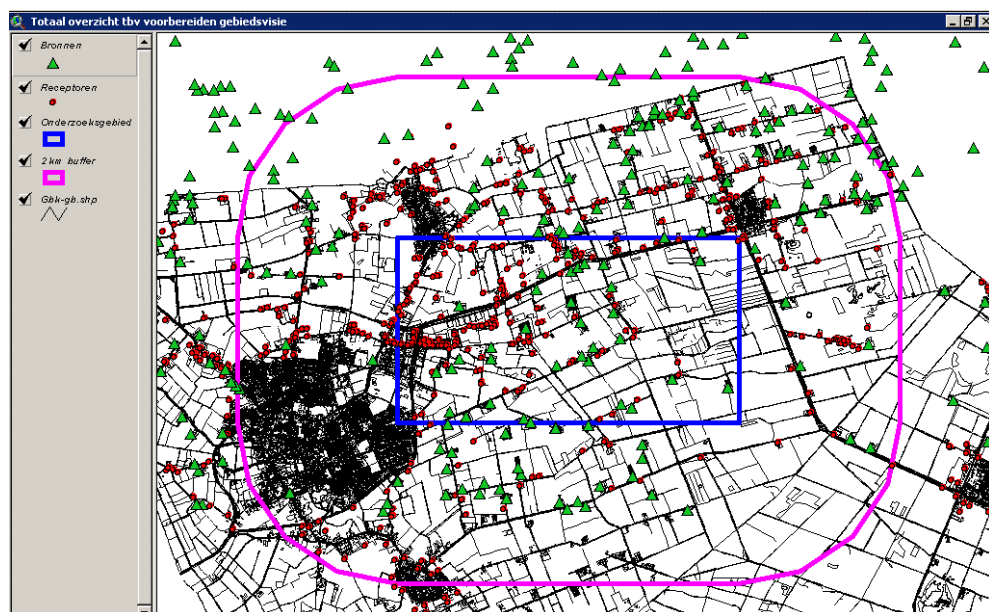 Totaal overzicht tbv voorbereiden gebiedsvisie
Bronnen
Receptoren
Onderzoeksgebied
2 km buffer
Gbk-gb.shp